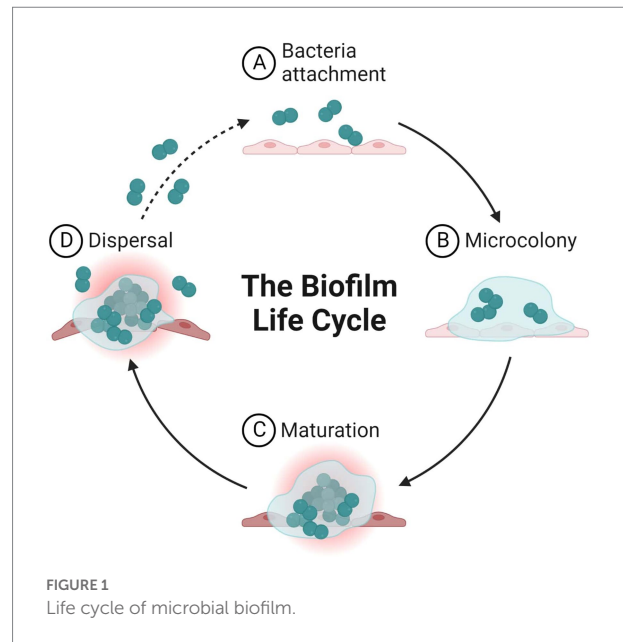 A Bacteria
attachment
B Microcolony
D Dispersal
The Biofilm
Life Cycle
C Maturation
FIGURE 1
Life cycle of microbial biofilm.